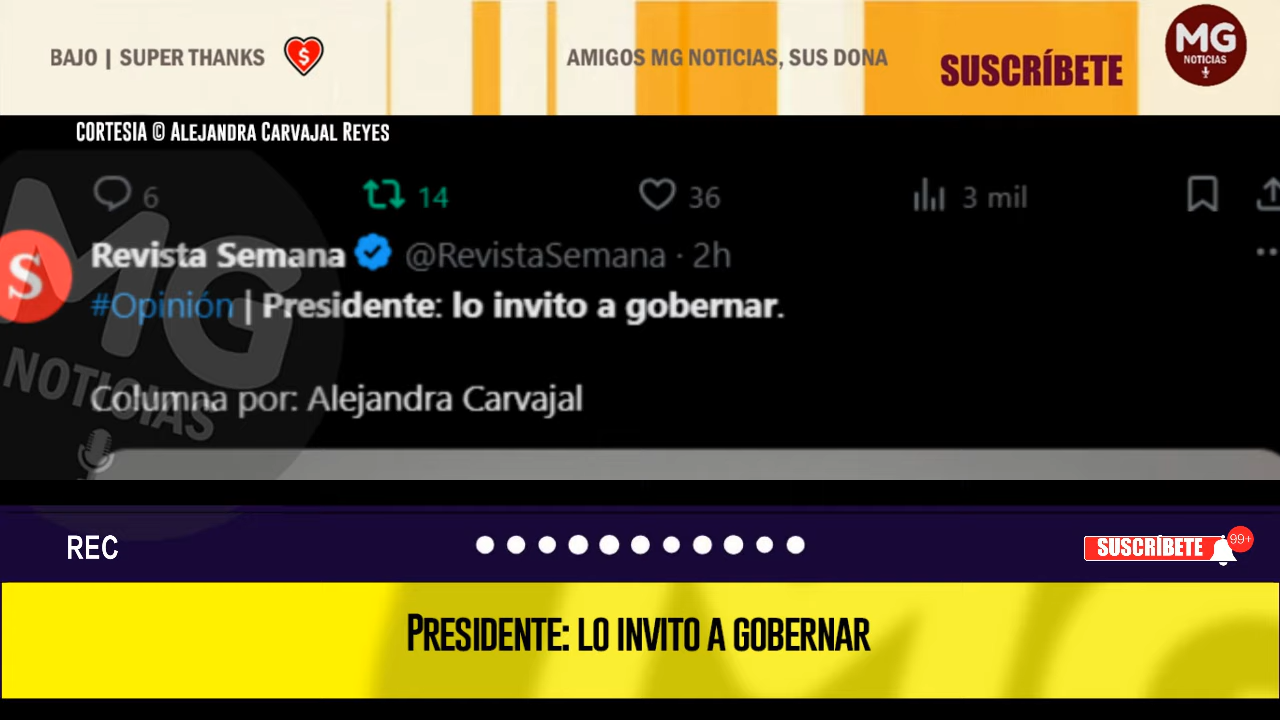 BAJO | SUPER THANKS
AMIGOS MG NOTICIAS, SUS DONA
SUSCRÍBETE
MG
NOTICIAS
CORTESIA © ALEJANDRA CARVAJAL REYES
6
14
36
3 mil
S
Revista Semana @RevistaSemana · 2h
#Opinión | Presidente: lo invito a gobernar.
Columna por: Alejandra Carvajal
MG
NOTICIAS
REC
SUSCRÍBETE
99+
PRESIDENTE: LO INVITO A GOBERNAR